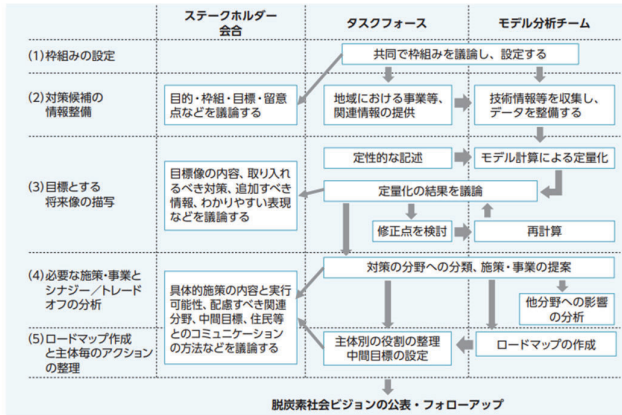 ステークホルダー
会合
タスクフォース
モデル分析チーム
(1)枠組みの設定
共同で枠組みを議論し、設定する
(2)対策候補の
情報整備
目的・枠組・目標・留意
点などを議論する
地域における事業等、
関連情報の提供
技術情報等を収集し、
データを整備する
(3)目標とする
将来像の描写
目標像の内容、取り入れ
るべき対策、追加すべき
情報、わかりやすい表現
などを議論する
定性的な記述
モデル計算による定量化
定量化の結果を議論
修正点を検討
再計算
(4)必要な施策・事業と
シナジー／トレード
オフの分析
対策の分野への分類、施策・事業の提案
具体的施策の内容と実行
可能性、配慮すべき関連
分野、中間目標、住民等
とのコミュニケーション
の方法などを議論する
他分野への影響
の分析
(5)ロードマップ作成
と主体毎のアクション
の整理
主体別の役割の整理
中間目標の設定
ロードマップの作成
脱炭素社会ビジョンの公表・フォローアップ